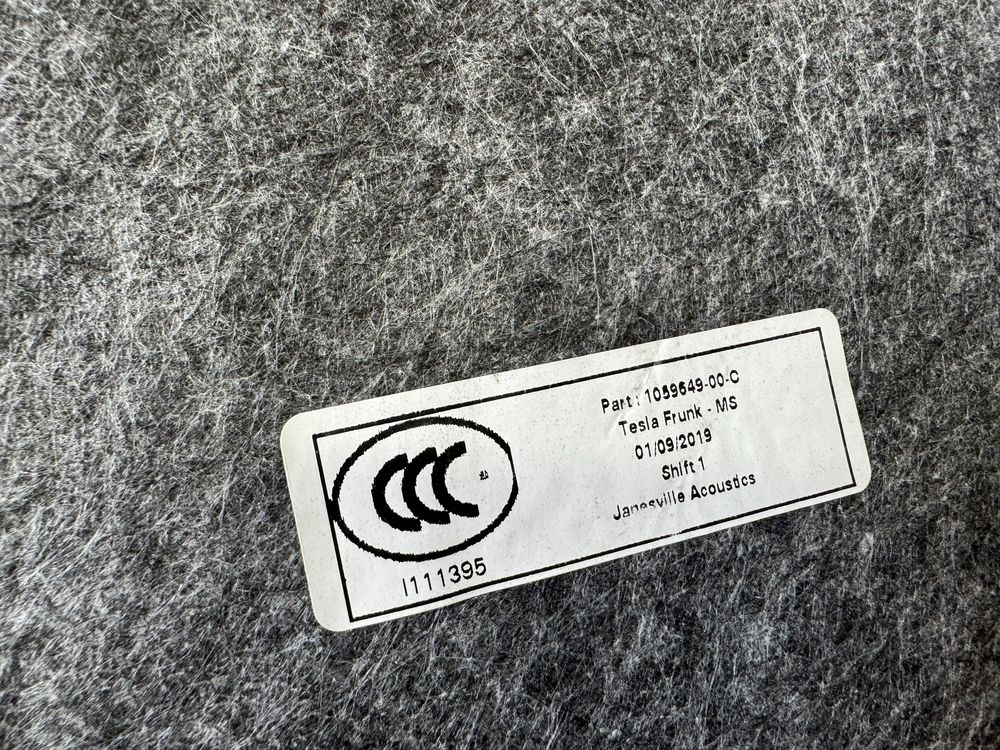 CCC
I111395
Part : 1059649-00-C
Tesla Frunk - MS
01/09/2019
Shift 1
Janesville Acoustics